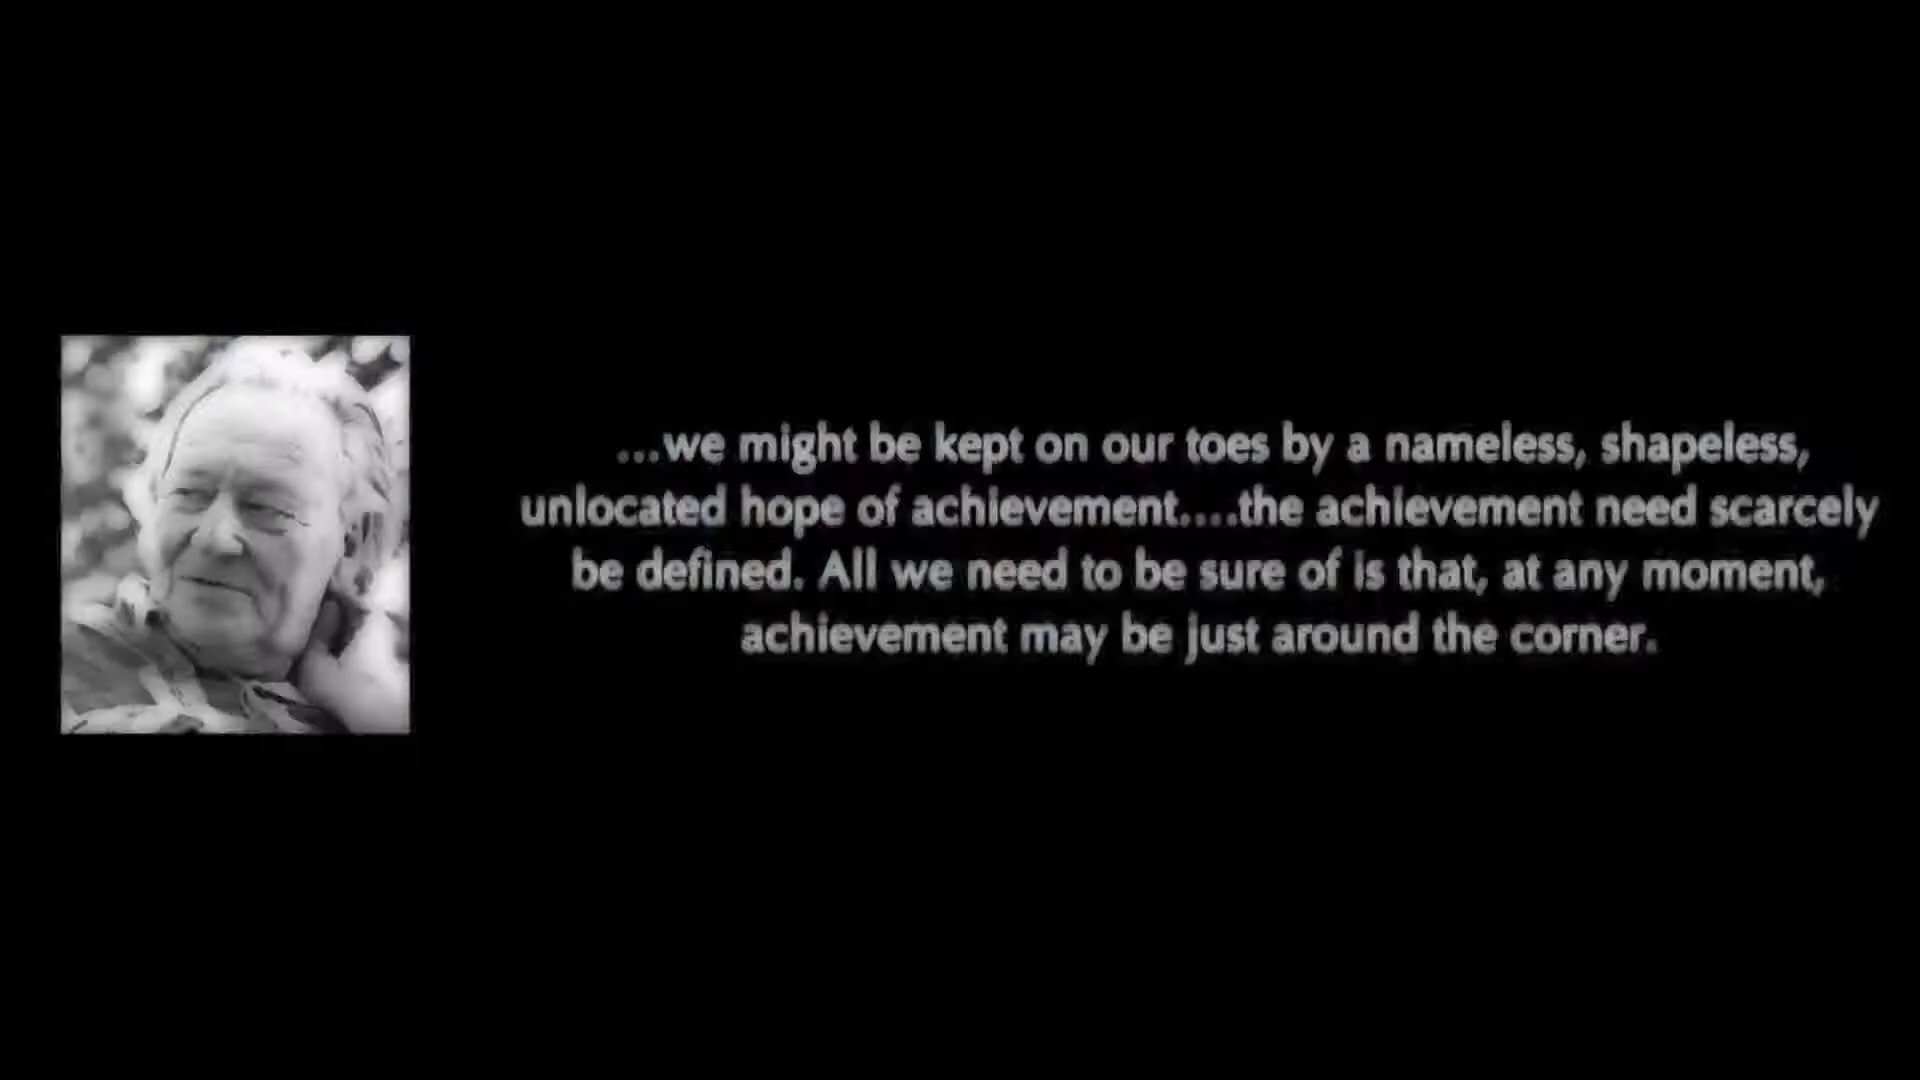 ...we might be kept on our toes by a nameless, shapeless,
unlocated hope of achievement....the achievement need scarcely
be defined. All we need to be sure of is that, at any moment,
achievement may be just around the corner.